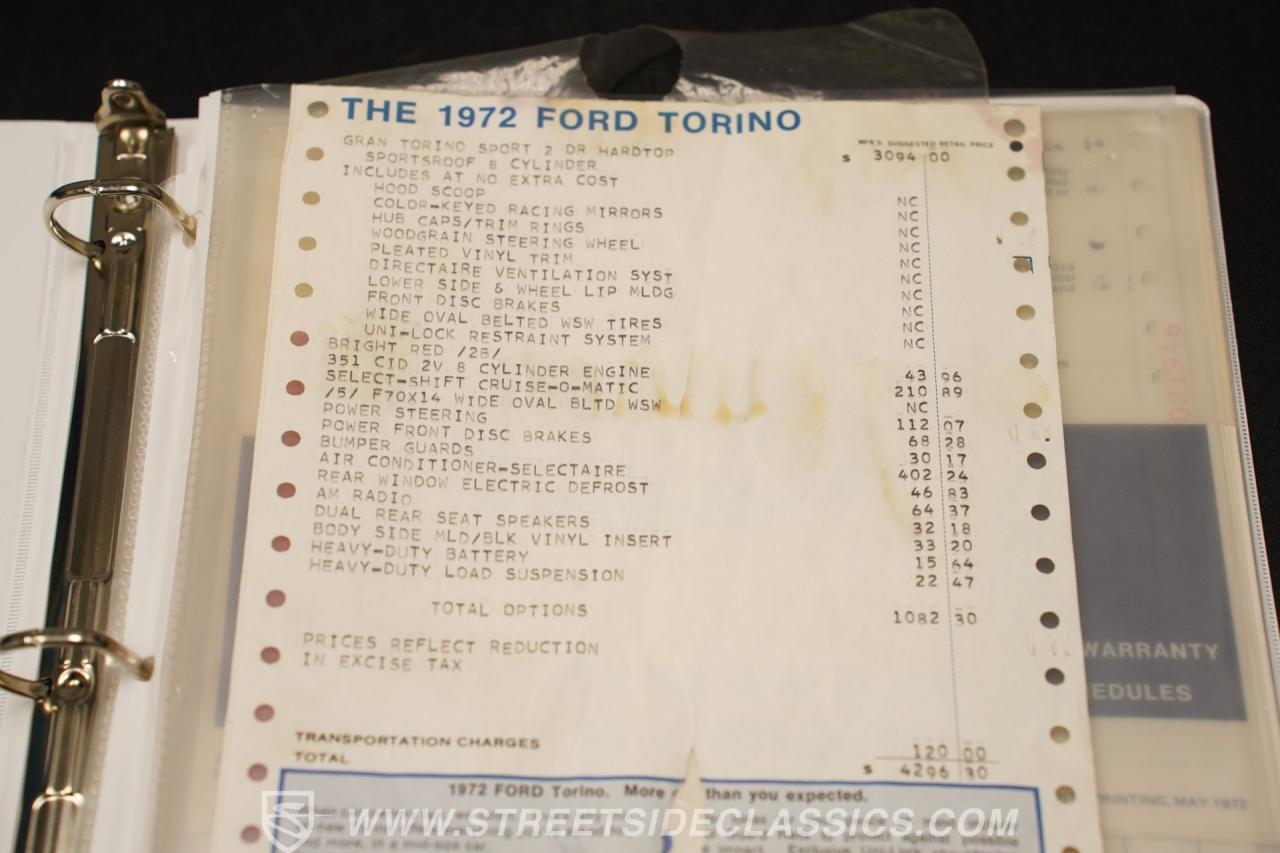 THE 1972 FORD TORINO
MFR'S. SUGGESTED RETAIL PRICE
GRAN TORINO SPORT 2 DR HARDTOP $ 3094 00
SPORTSROOF 8 CYLINDER
INCLUDES AT NO EXTRA COST
HOOD SCOOP NC
COLOR-KEYED RACING MIRRORS NC
HUB CAPS/TRIM RINGS NC
WOODGRAIN STEERING WHEEL NC
PLEATED VINYL TRIM NC
DIRECTAIRE VENTILATION SYST NC
LOWER SIDE & WHEEL LIP MLDG NC
FRONT DISC BRAKES NC
WIDE OVAL BELTED WSW TIRES NC
UNI-LOCK RESTRAINT SYSTEM NC
BRIGHT RED /2B/
351 CID 2V 8 CYLINDER ENGINE 43 96
SELECT-SHIFT CRUISE-O-MATIC 210 89
/5/ F70X14 WIDE OVAL BLTD WSW NC
POWER STEERING 112 07
POWER FRONT DISC BRAKES 68 28
BUMPER GUARDS 30 17
AIR CONDITIONER-SELECTAIRE 402 24
REAR WINDOW ELECTRIC DEFROST 46 83
AM RADIO 64 37
DUAL REAR SEAT SPEAKERS 32 18
BODY SIDE MLD/BLK VINYL INSERT 33 20
HEAVY-DUTY BATTERY 15 64
HEAVY-DUTY LOAD SUSPENSION 22 47
TOTAL OPTIONS 1082 30
PRICES REFLECT REDUCTION
IN EXCISE TAX
TRANSPORTATION CHARGES 120 00
TOTAL $ 4296 30
1972 FORD Torino. More than you expected.
and more, in a mid-size car.
WARRANTY
EDULES
PRINTING, MAY 1972
WWW.STREETSIDECLASSICS.COM